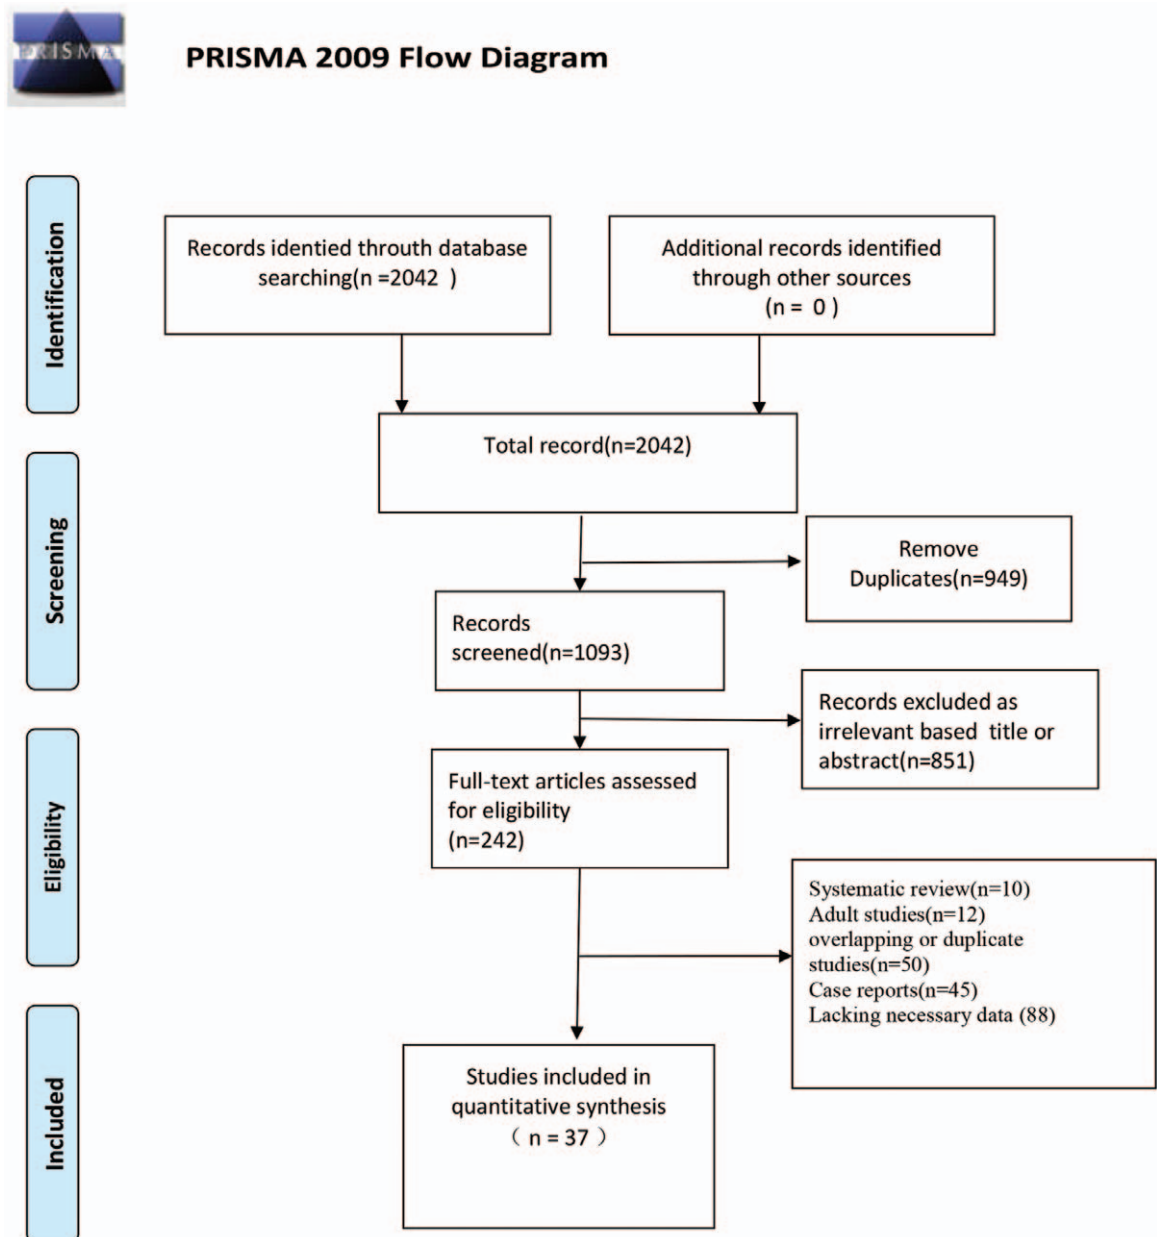 PRISMA
PRISMA 2009 Flow Diagram
Identification
Records identied throuth database
searching(n =2042  )
Additional records identified
through other sources
(n =  0 )
Total record(n=2042)
Screening
Remove
Duplicates(n=949)
Records
screened(n=1093)
Records excluded as
irrelevant based  title or
abstract(n=851)
Eligibility
Full-text articles assessed
for eligibility
(n=242)
Systematic review(n=10)
Adult studies(n=12)
overlapping or duplicate
studies(n=50)
Case reports(n=45)
Lacking necessary data (88)
Included
Studies included in
quantitative synthesis
（ n = 37 ）